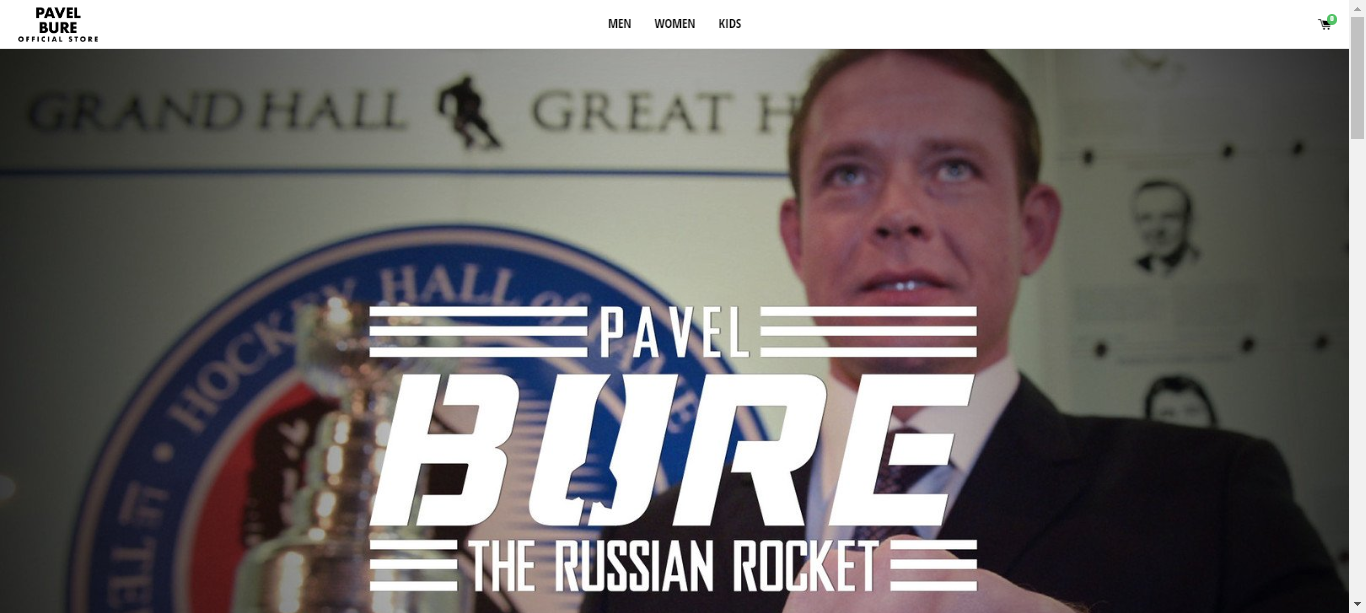 PAVEL
BURE
OFFICIAL STORE
MEN WOMEN KIDS
0
GRAND HALL GREAT H
HOCKEY HALL of FAME
PAVEL
BURE
THE RUSSIAN ROCKET